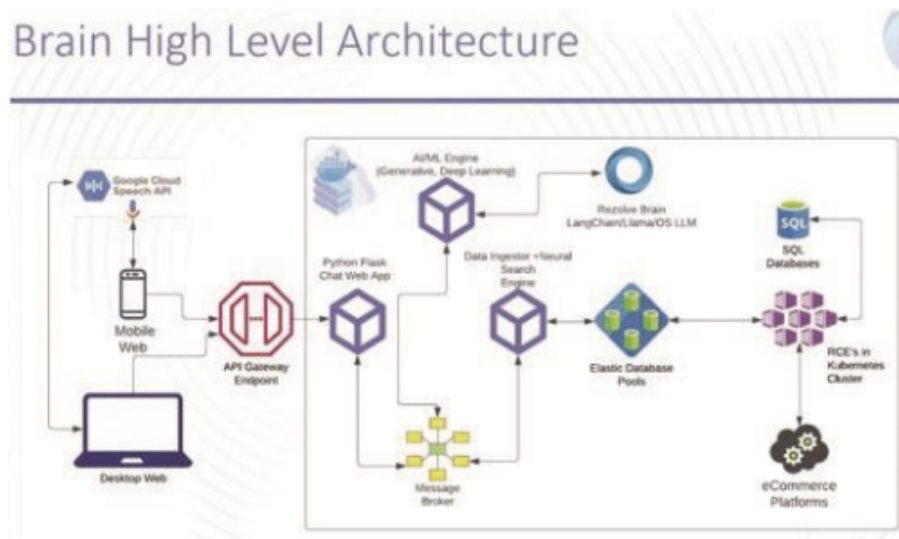 Brain High Level Architecture
Google Cloud
Speech API
Mobile
Web
Desktop Web
API Gateway
Endpoint
Python Flask
Chat Web App
AI/ML Engine
(Generative, Deep Learning)
Rezolve Brain
LangChain/Llama/OS LLM
Data Ingestor +Neural
Search
Engine
Message
Broker
Elastic Database
Pools
SQL
SQL
Databases
RCE's in
Kubernetes
Cluster
eCommerce
Platforms